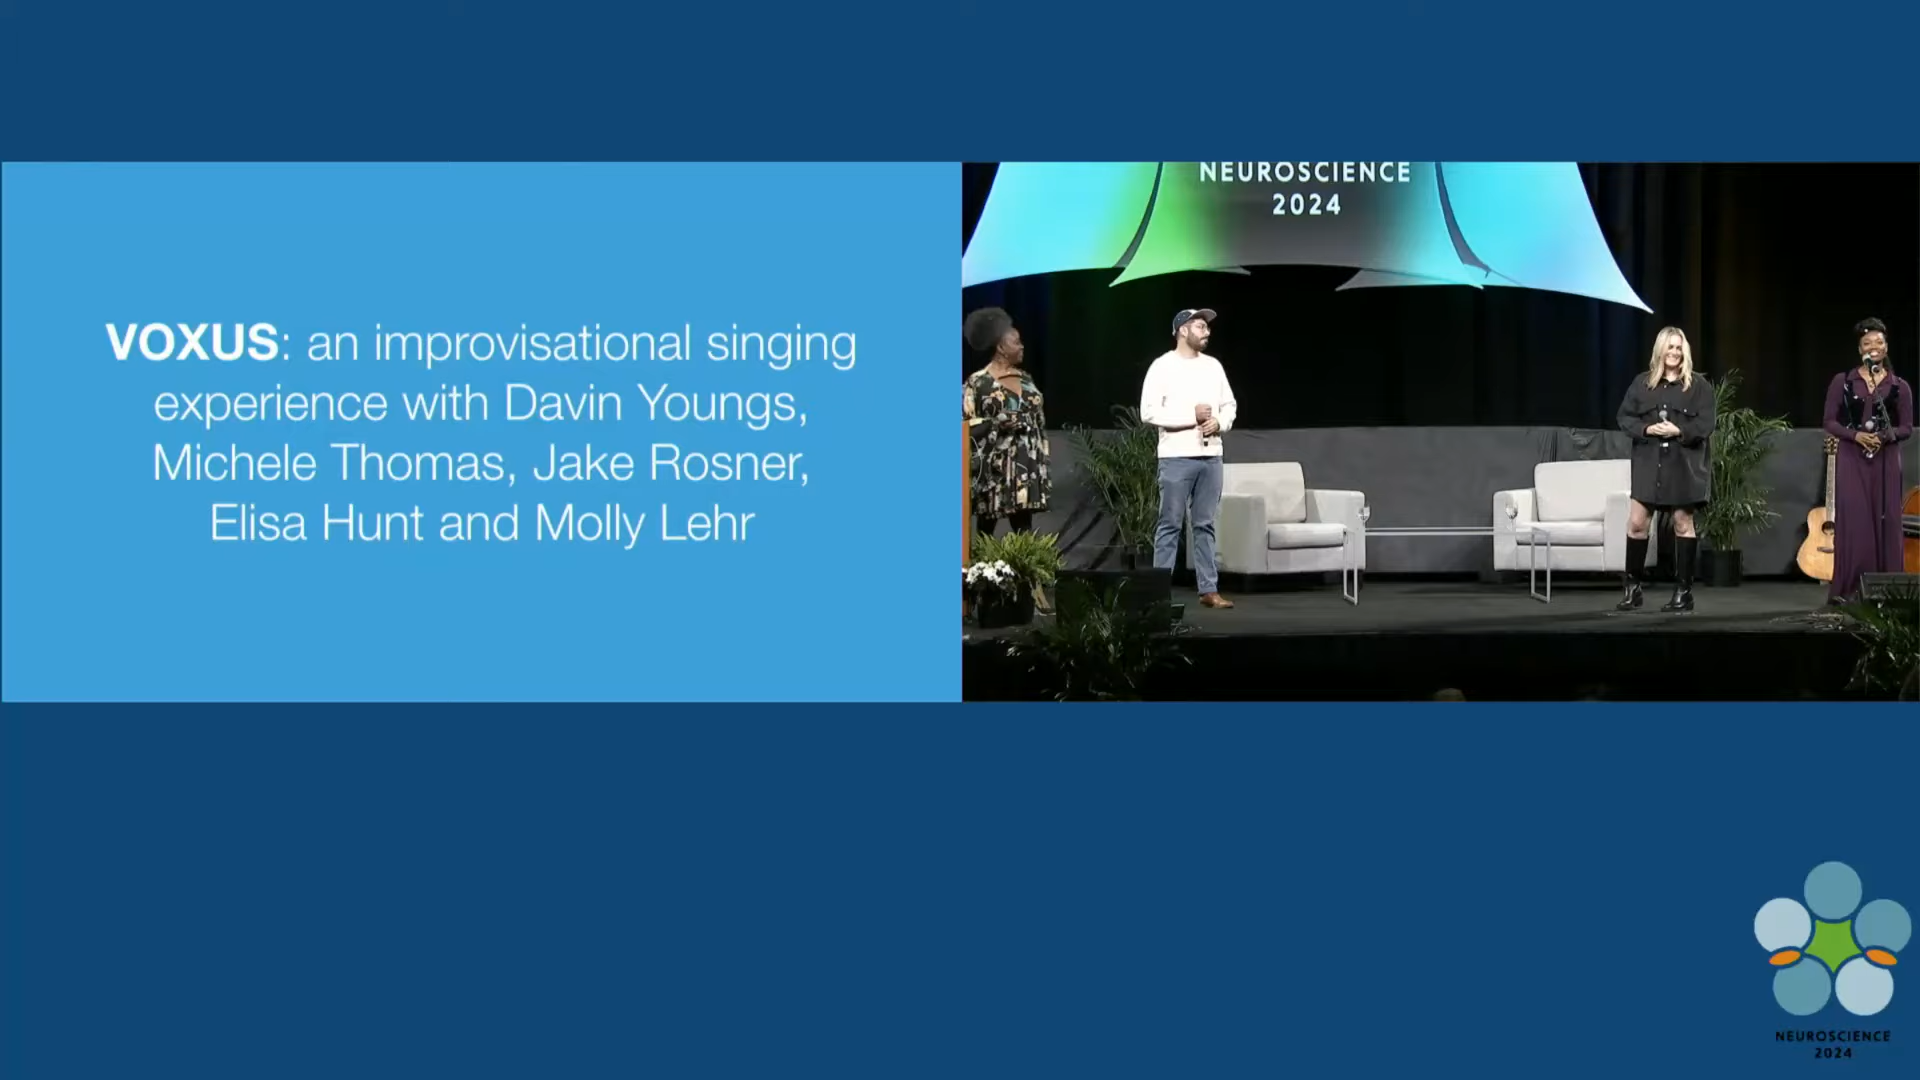 VOXUS: an improvisational singing
experience with Davin Youngs,
Michele Thomas, Jake Rosner,
Elisa Hunt and Molly Lehr
NEUROSCIENCE
2024
NEUROSCIENCE
2024